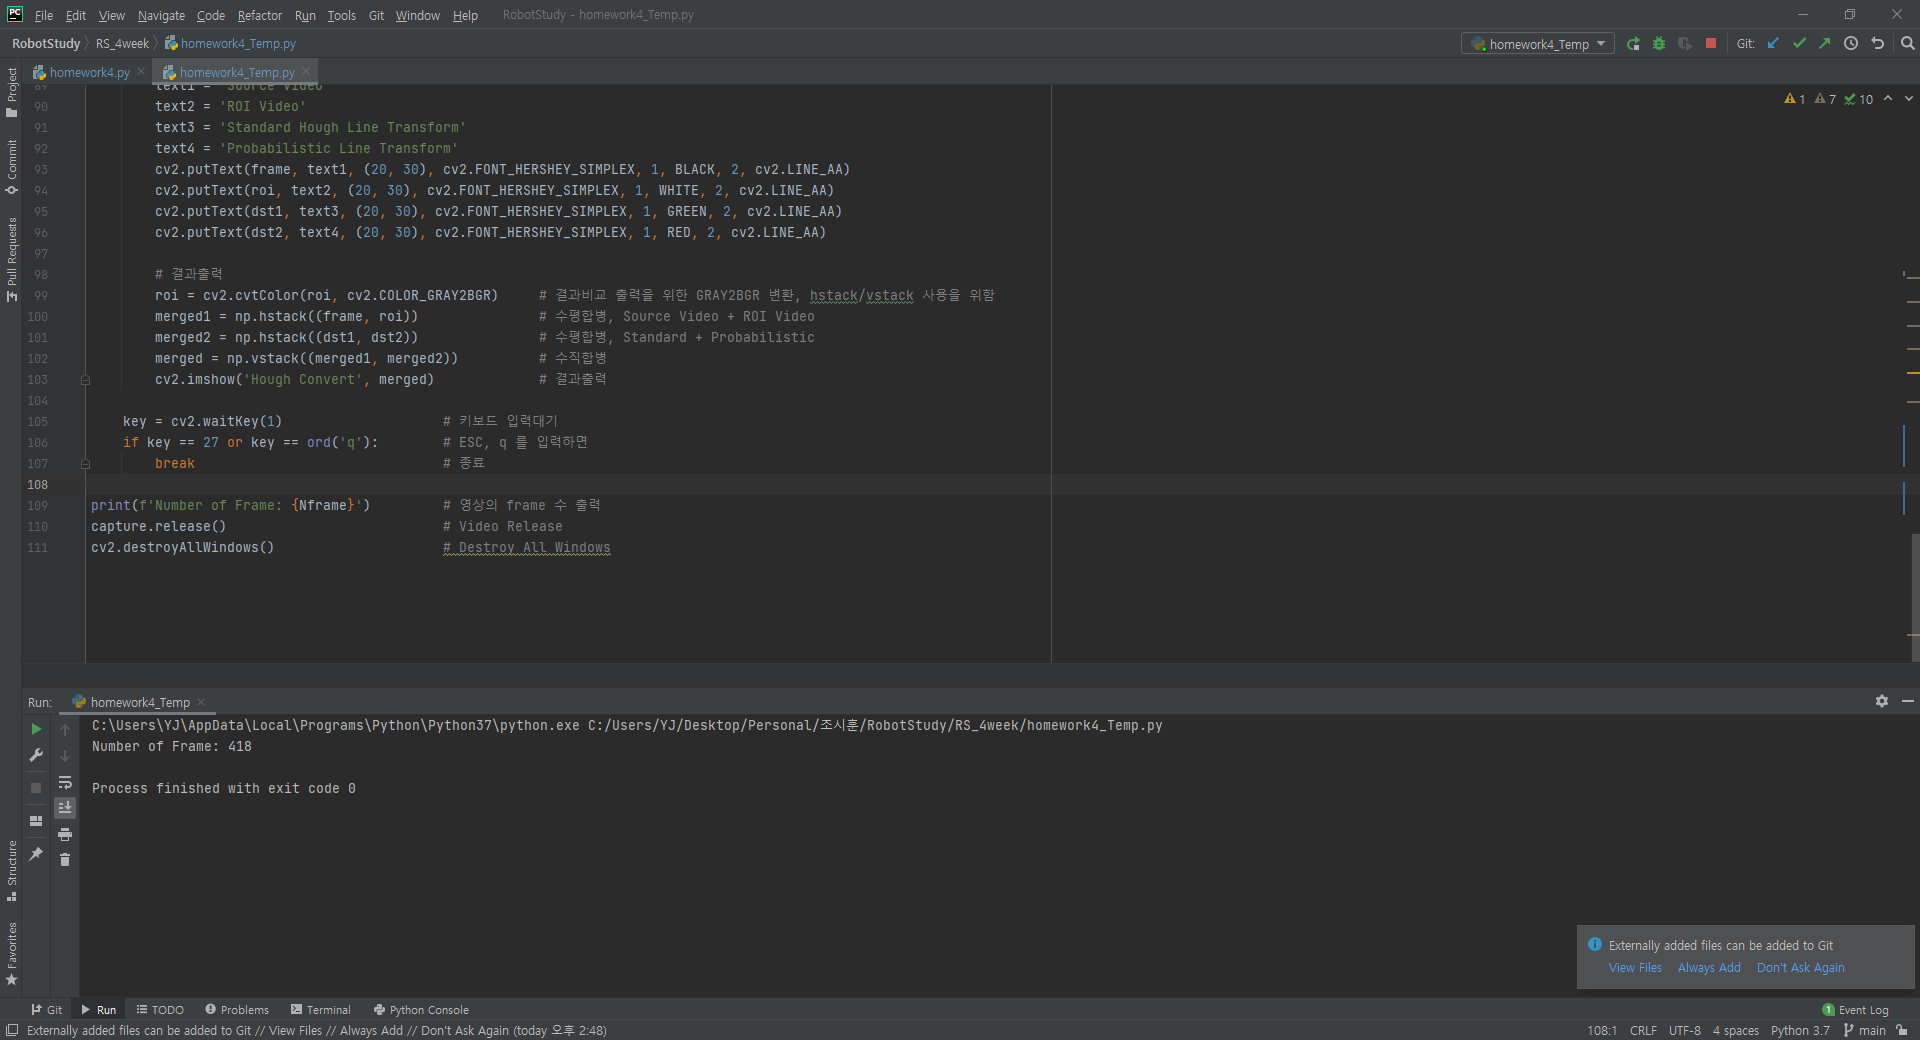 PC File Edit View Navigate Code Refactor Run Tools Git Window Help RobotStudy - homework4_Temp.py
RobotStudy RS_4week homework4_Temp.py homework4_Temp Git:
homework4.py homework4_Temp.py
Project
Commit
Pull Requests
Structure
Favorites
1 7 10
89 text1 = 'Source Video'
90 text2 = 'ROI Video'
91 text3 = 'Standard Hough Line Transform'
92 text4 = 'Probabilistic Line Transform'
93 cv2.putText(frame, text1, (20, 30), cv2.FONT_HERSHEY_SIMPLEX, 1, BLACK, 2, cv2.LINE_AA)
94 cv2.putText(roi, text2, (20, 30), cv2.FONT_HERSHEY_SIMPLEX, 1, WHITE, 2, cv2.LINE_AA)
95 cv2.putText(dst1, text3, (20, 30), cv2.FONT_HERSHEY_SIMPLEX, 1, GREEN, 2, cv2.LINE_AA)
96 cv2.putText(dst2, text4, (20, 30), cv2.FONT_HERSHEY_SIMPLEX, 1, RED, 2, cv2.LINE_AA)
97
98 # 결과출력
99 roi = cv2.cvtColor(roi, cv2.COLOR_GRAY2BGR) # 결과비교 출력을 위한 GRAY2BGR 변환, hstack/vstack 사용을 위함
100 merged1 = np.hstack((frame, roi)) # 수평합병, Source Video + ROI Video
101 merged2 = np.hstack((dst1, dst2)) # 수평합병, Standard + Probabilistic
102 merged = np.vstack((merged1, merged2)) # 수직합병
103 cv2.imshow('Hough Convert', merged) # 결과출력
104
105 key = cv2.waitKey(1) # 키보드 입력대기
106 if key == 27 or key == ord('q'): # ESC, q 를 입력하면
107 break # 종료
108
109 print(f'Number of Frame: {Nframe}') # 영상의 frame 수 출력
110 capture.release() # Video Release
111 cv2.destroyAllWindows() # Destroy All Windows
Run: homework4_Temp
C:\Users\YJ\AppData\Local\Programs\Python\Python37\python.exe C:/Users/YJ/Desktop/Personal/조시훈/RobotStudy/RS_4week/homework4_Temp.py
Number of Frame: 418
Process finished with exit code 0
Externally added files can be added to Git
View Files Always Add Don't Ask Again
Git Run TODO Problems Terminal Python Console 1 Event Log
Externally added files can be added to Git // View Files // Always Add // Don't Ask Again (today 오후 2:48) 108:1 CRLF UTF-8 4 spaces Python 3.7 main